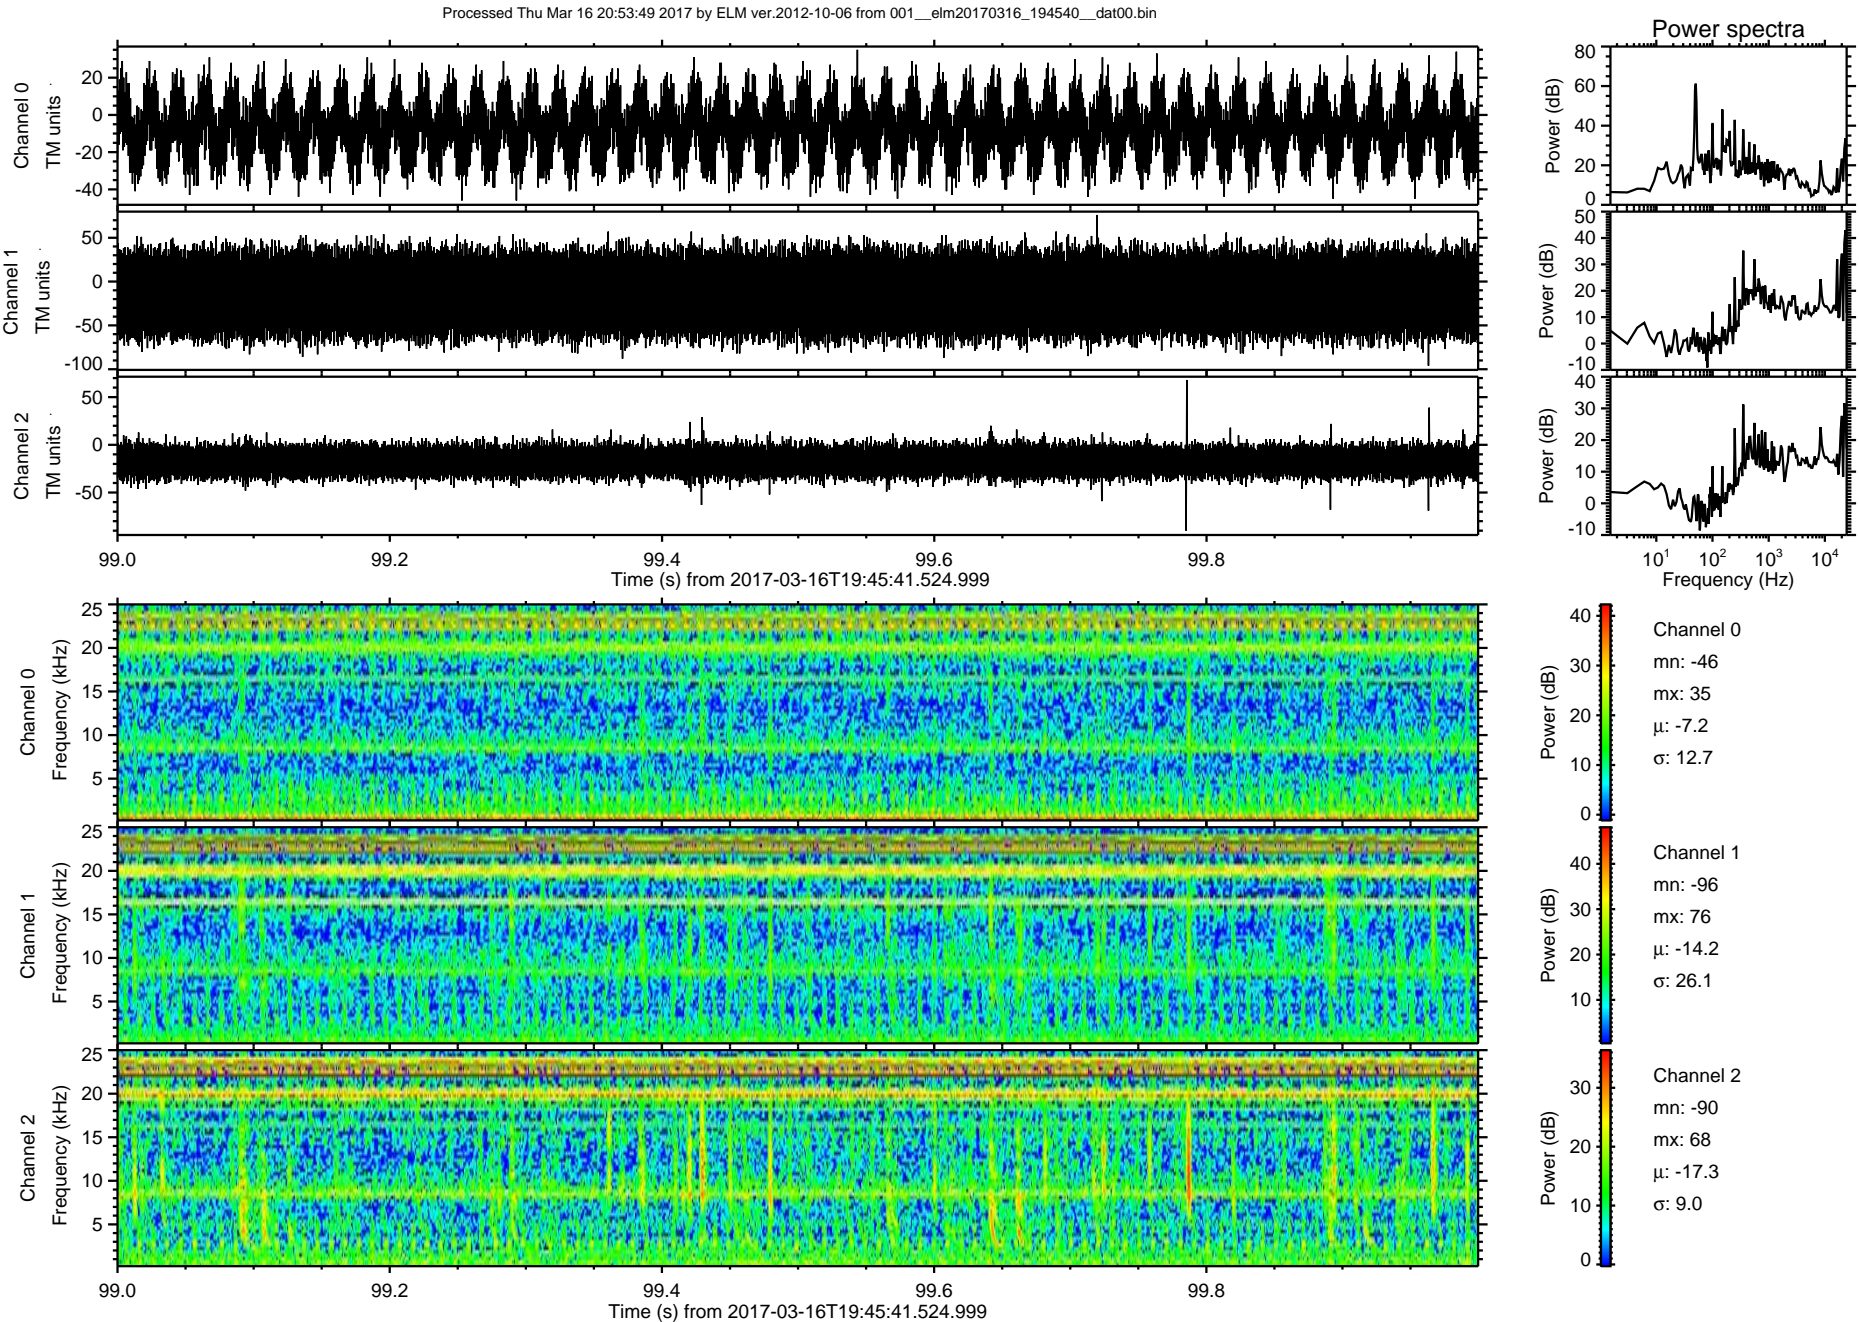 Processed Thu Mar 16 20:53:49 2017 by ELM ver.2012-10-06 from 001__elm20170316_194540__dat00.bin
Power spectra
Channel 0
TM units
20
0
-20
-40
Power (dB)
80
60
40
20
0
Channel 1
TM units
50
0
-50
-100
Power (dB)
50
40
30
20
10
0
-10
Channel 2
TM units
50
0
-50
Power (dB)
40
30
20
10
0
-10
99.0 99.2 99.4 99.6 99.8
Time (s) from 2017-03-16T19:45:41.524.999
10^1 10^2 10^3 10^4
Frequency (Hz)
Channel 0
Frequency (kHz)
25
20
15
10
5
Power (dB)
40
30
20
10
0
Channel 0
mn: -46
mx: 35
μ: -7.2
σ: 12.7
Channel 1
Frequency (kHz)
25
20
15
10
5
Power (dB)
40
30
20
10
Channel 1
mn: -96
mx: 76
μ: -14.2
σ: 26.1
Channel 2
Frequency (kHz)
25
20
15
10
5
Power (dB)
30
20
10
0
Channel 2
mn: -90
mx: 68
μ: -17.3
σ: 9.0
99.0 99.2 99.4 99.6 99.8
Time (s) from 2017-03-16T19:45:41.524.999